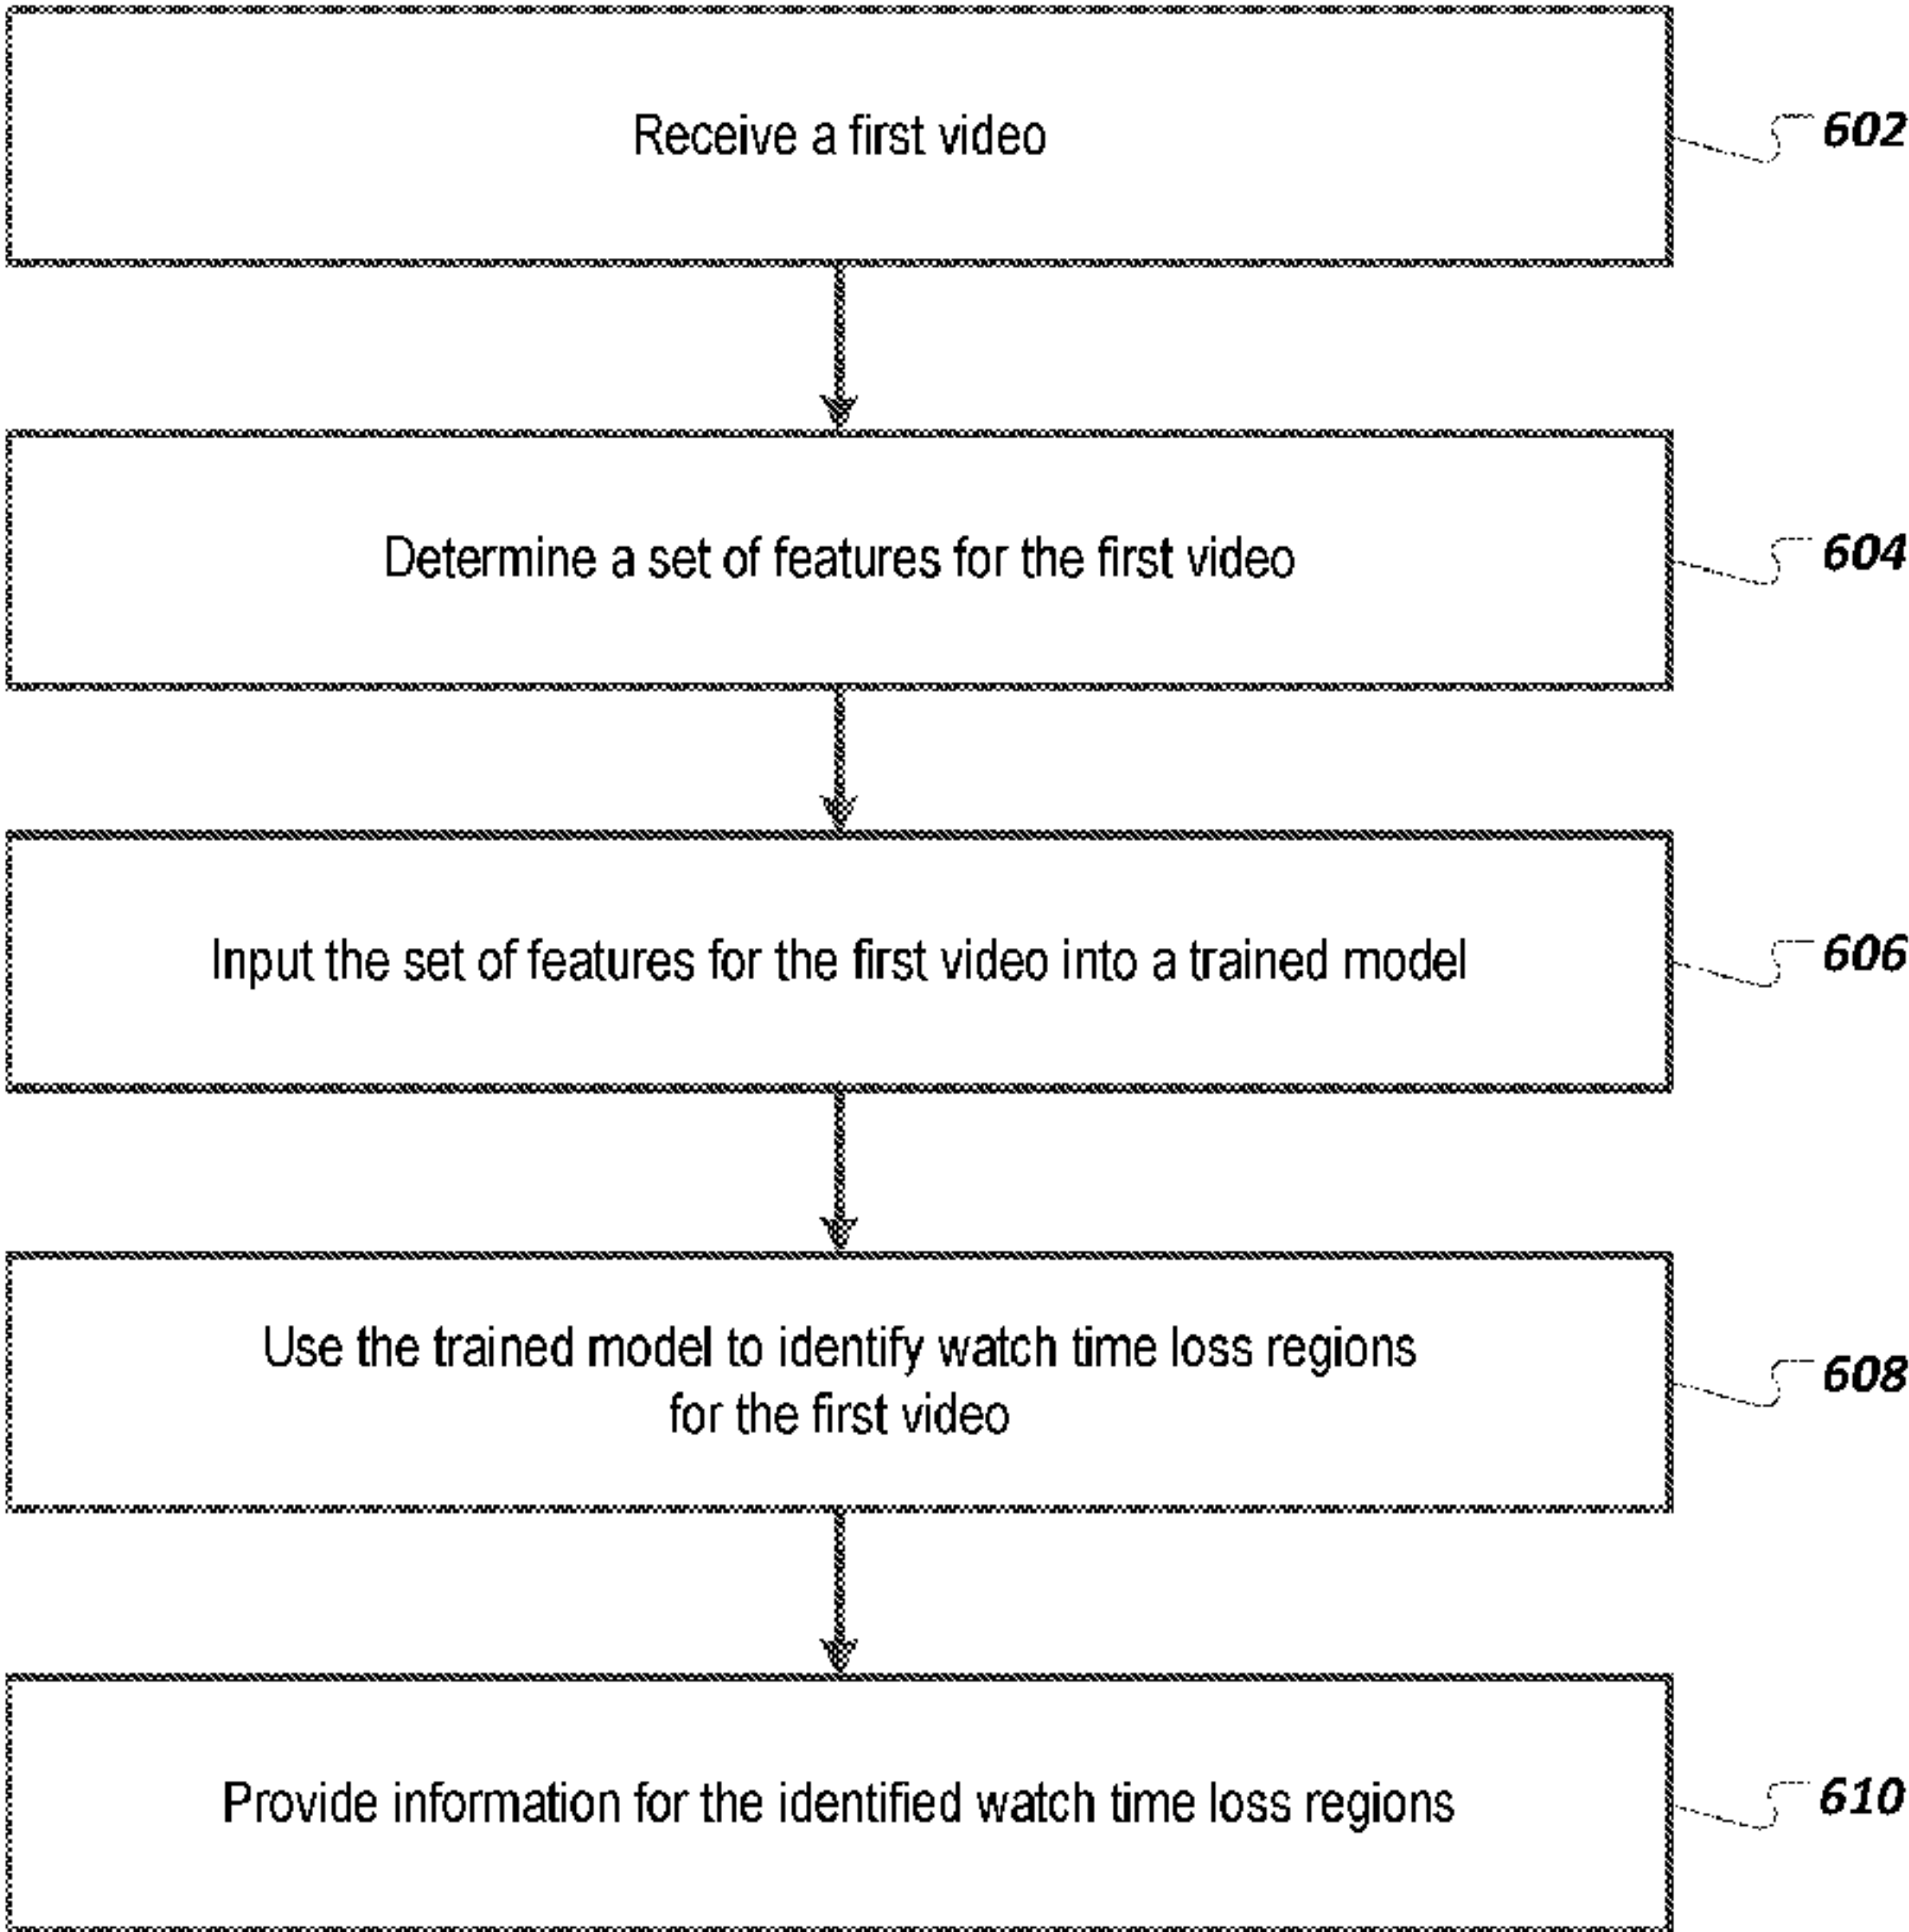 Receive a first video
602
Determine a set of features for the first video
604
Input the set of features for the first video into a trained model
606
Use the trained model to identify watch time loss regions
for the first video
608
Provide information for the identified watch time loss regions
610